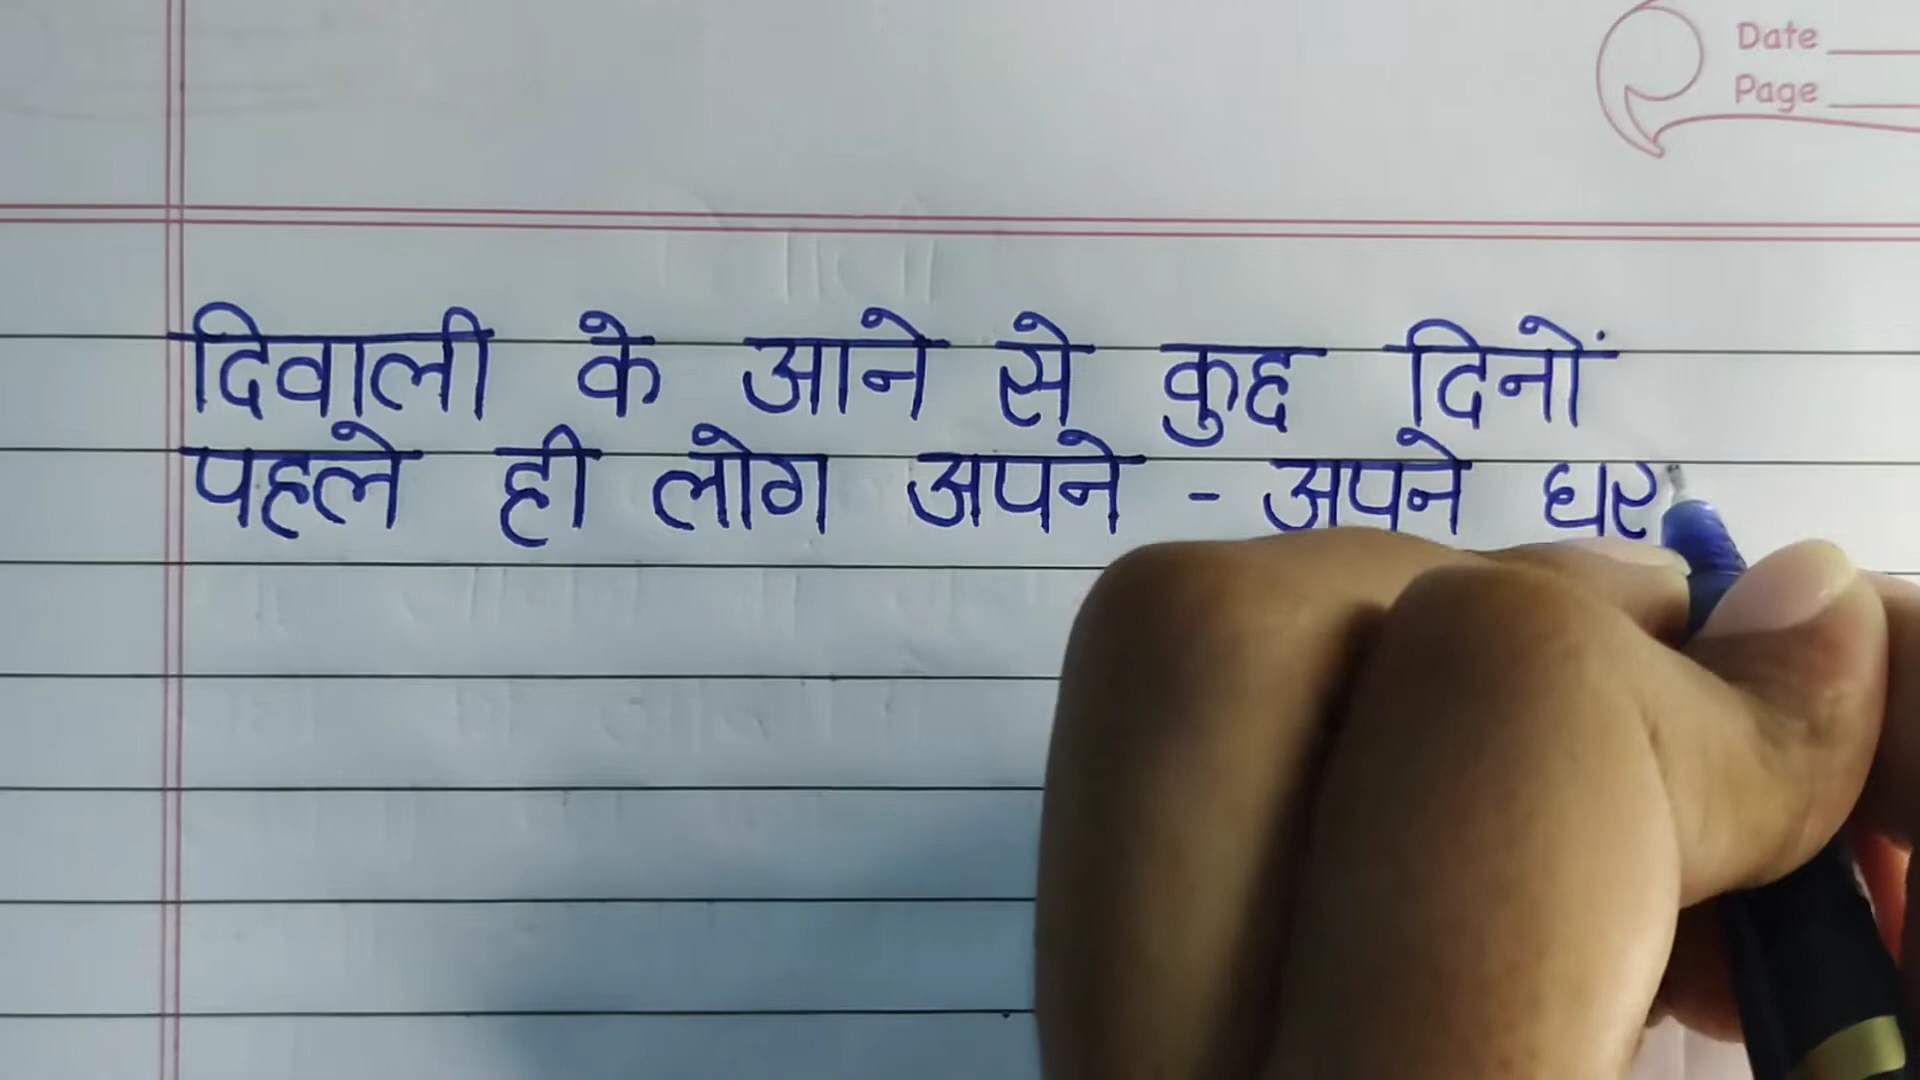 Date
Page
दिवाली के आने से कुछ दिनों
पहले ही लोग अपने - अपने घर